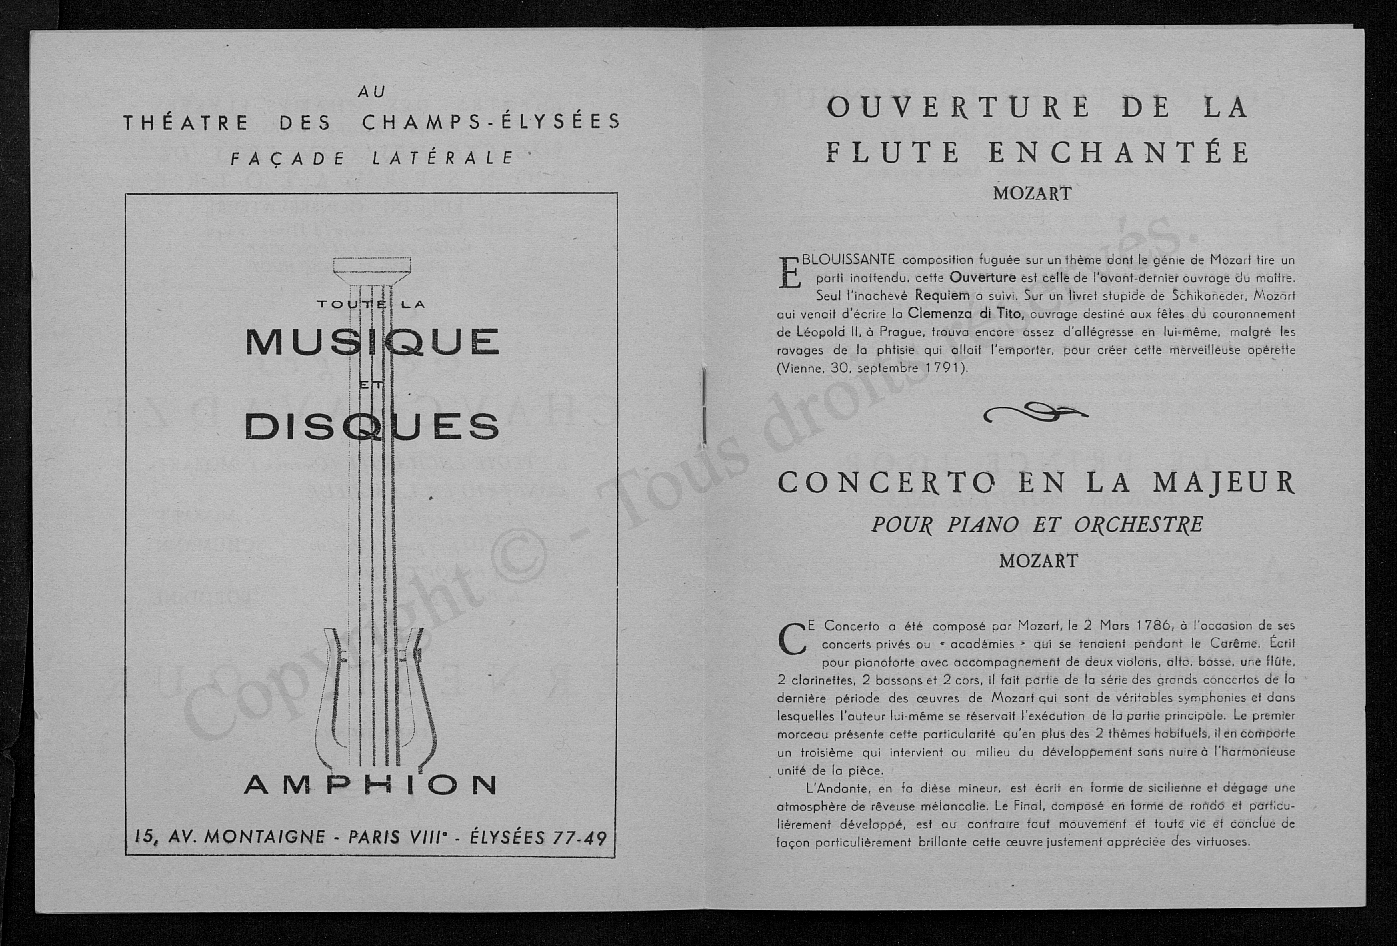 AU
THÉATRE DES CHAMPS-ÉLYSÉES
FAÇADE LATÉRALE
TOUTE LA
MUSIQUE
ET
DISQUES
AMPHION
15, AV. MONTAIGNE - PARIS VIIIe - ÉLYSÉES 77-49
OUVERTURE DE LA
FLUTE ENCHANTÉE
MOZART
EBLOUISSANTE composition fuguée sur un thème dont le génie de Mozart tire un
parti inattendu, cette Ouverture est celle de l'avant-dernier ouvrage du maître.
Seul l'inachevé Requiem a suivi. Sur un livret stupide de Schikaneder, Mozart
qui venait d'écrire la Clemenza di Tito, ouvrage destiné aux fêtes du couronnement
de Léopold II, à Prague, trouva encore assez d'allégresse en lui-même, malgré les
ravages de la phtisie qui allait l'emporter, pour créer cette merveilleuse opérette
(Vienne, 30, septembre 1791).
CONCERTO EN LA MAJEUR
POUR PIANO ET ORCHESTRE
MOZART
CE Concerto a été composé par Mozart, le 2 Mars 1786, à l'occasion de ses
concerts privés ou « académies » qui se tenaient pendant le Carême. Écrit
pour pianoforte avec accompagnement de deux violons, alto, basse, une flûte,
2 clarinettes, 2 bassons et 2 cors, il fait partie de la série des grands concertos de la
dernière période des œuvres de Mozart qui sont de véritables symphonies et dans
lesquelles l'auteur lui-même se réservait l'exécution de la partie principale. Le premier
morceau présente cette particularité qu'en plus des 2 thèmes habituels, il en comporte
un troisième qui intervient au milieu du développement sans nuire à l'harmonieuse
unité de la pièce.
L'Andante, en fa dièse mineur, est écrit en forme de sicilienne et dégage une
atmosphère de rêveuse mélancolie. Le Final, composé en forme de rondo et particu-
lièrement développé, est au contraire tout mouvement et toute vie et conclue de
façon particulièrement brillante cette œuvre justement appréciée des virtuoses.
Copyright © - Tous droits réservés.